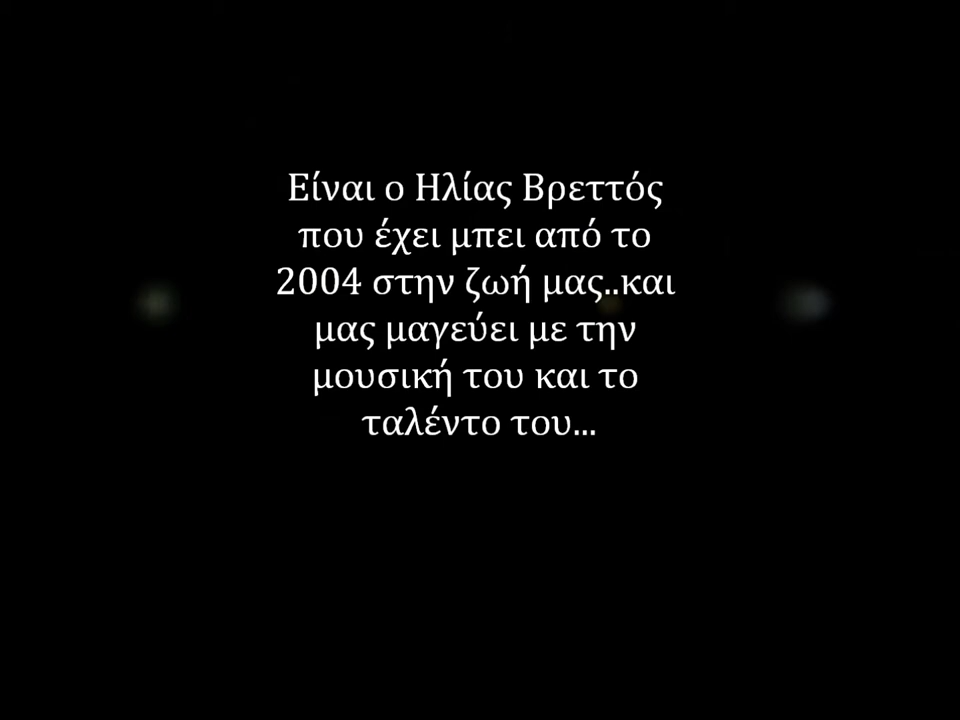 Είναι ο Ηλίας Βρεττός
που έχει μπει από το
2004 στην ζωή μας..και
μας μαγεύει με την
μουσική του και το
ταλέντο του...